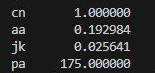 cn 1.000000
aa 0.192984
jk 0.025641
pa 175.000000